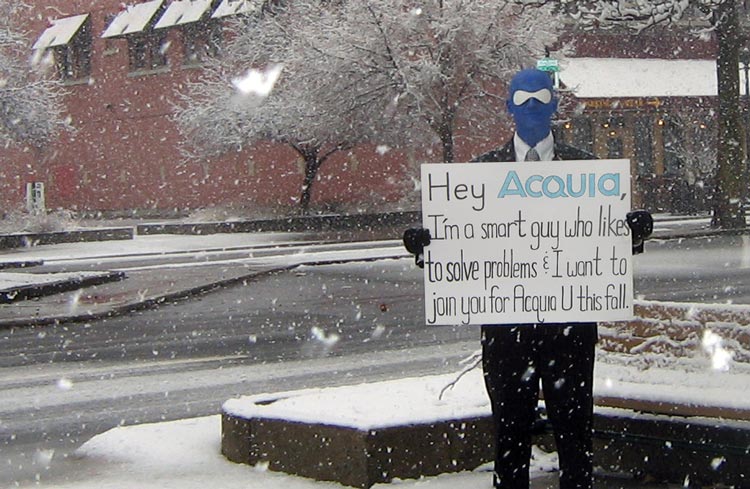 Hey Acquia,
I'm a smart guy who likes
to solve problems & I want to
join you for Acquia U this fall.